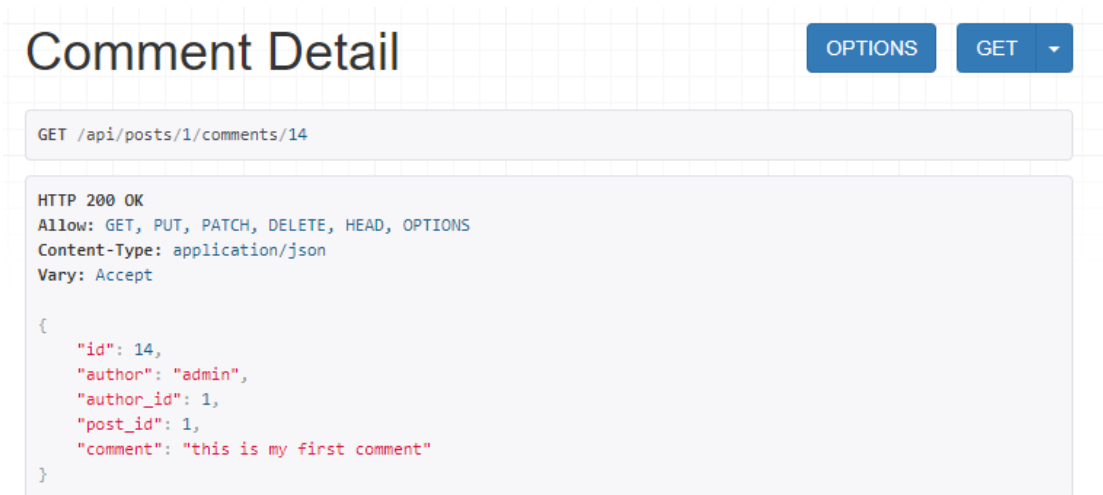 Comment Detail
OPTIONS
GET
GET /api/posts/1/comments/14
HTTP 200 OK
Allow: GET, PUT, PATCH, DELETE, HEAD, OPTIONS
Content-Type: application/json
Vary: Accept
{
    "id": 14,
    "author": "admin",
    "author_id": 1,
    "post_id": 1,
    "comment": "this is my first comment"
}